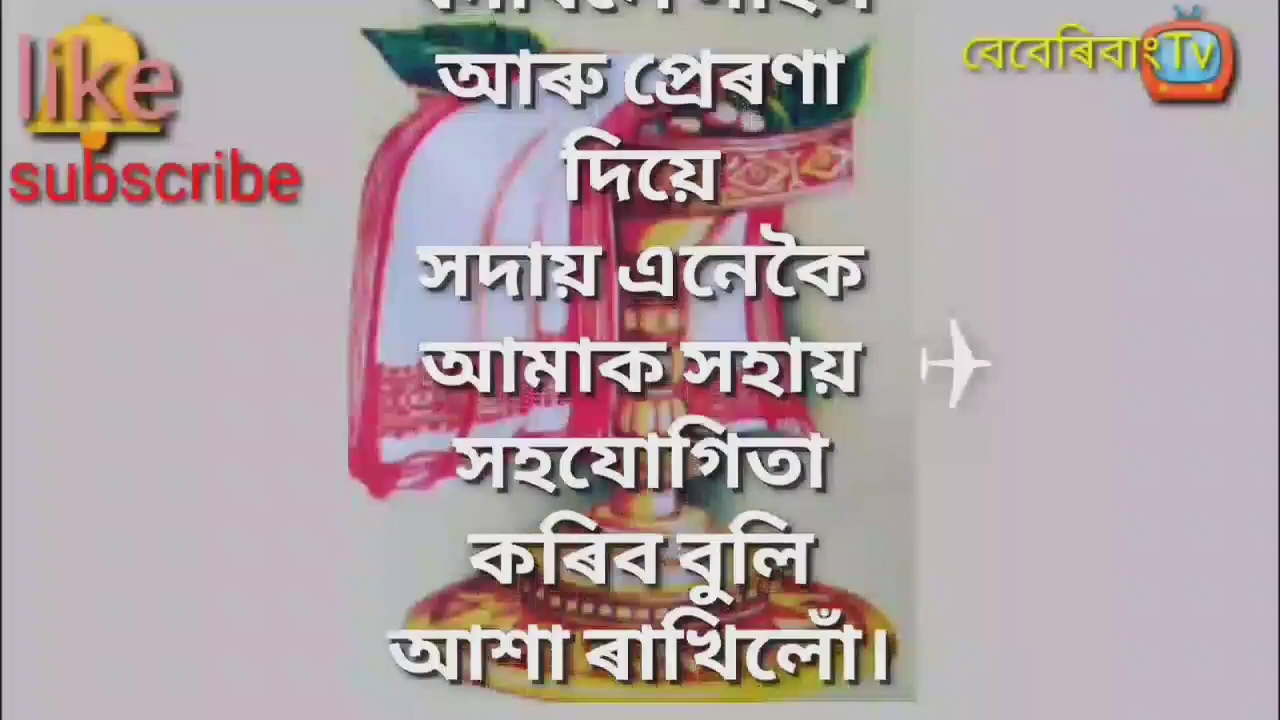 like
subscribe
বেবেৰিবাং Tv
আৰু প্ৰেৰণা
দিয়ে
সদায় এনেকৈ
আমাক সহায়
সহযোগিতা
কৰিব বুলি
আশা ৰাখিলোঁ।